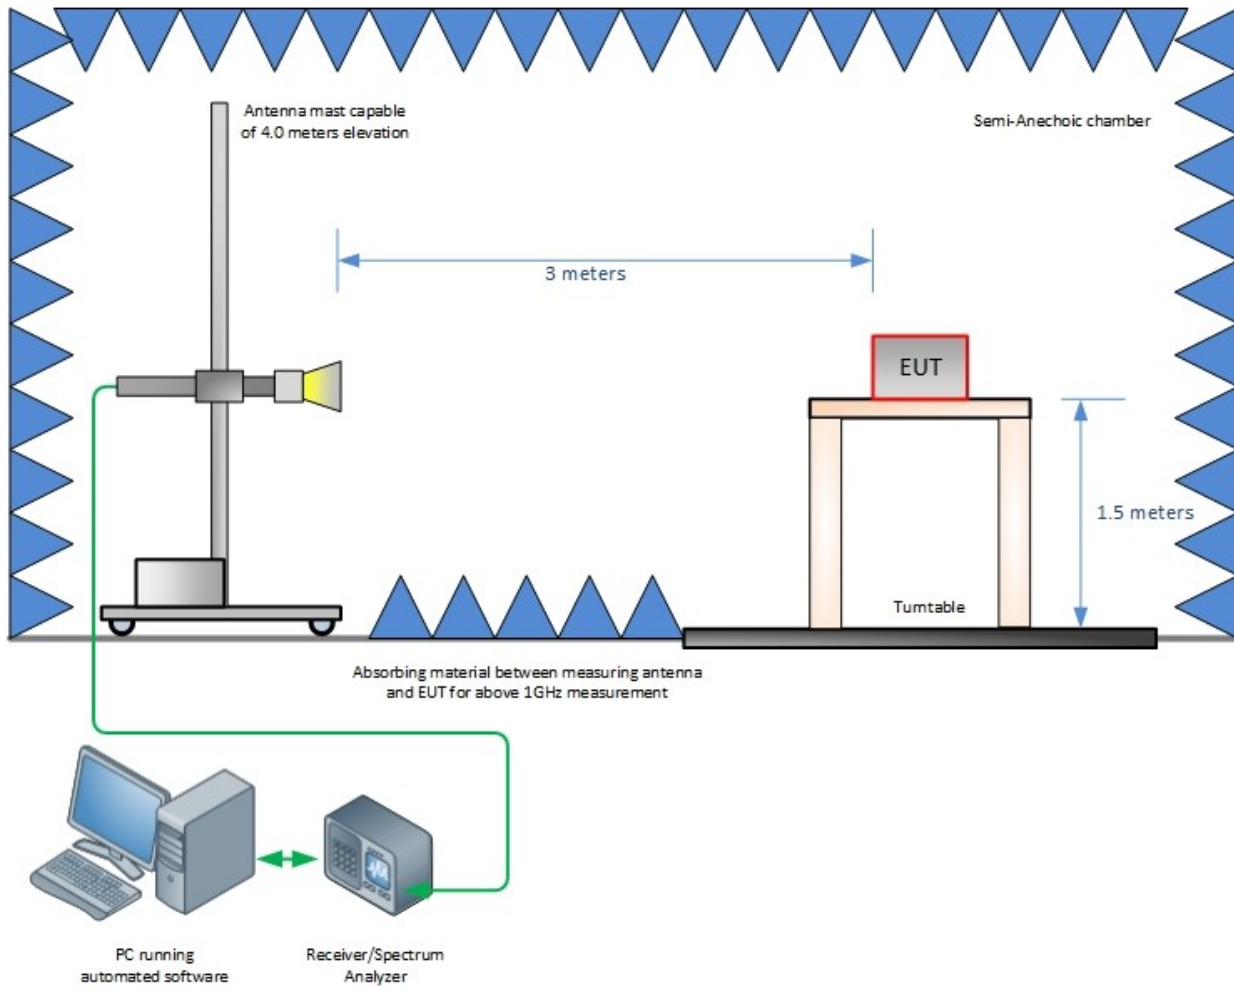 Antenna mast capable
of 4.0 meters elevation
Semi-Anechoic chamber
3 meters
EUT
1.5 meters
Turntable
Absorbing material between measuring antenna
and EUT for above 1GHz measurement
PC running
automated software
Receiver/Spectrum
Analyzer